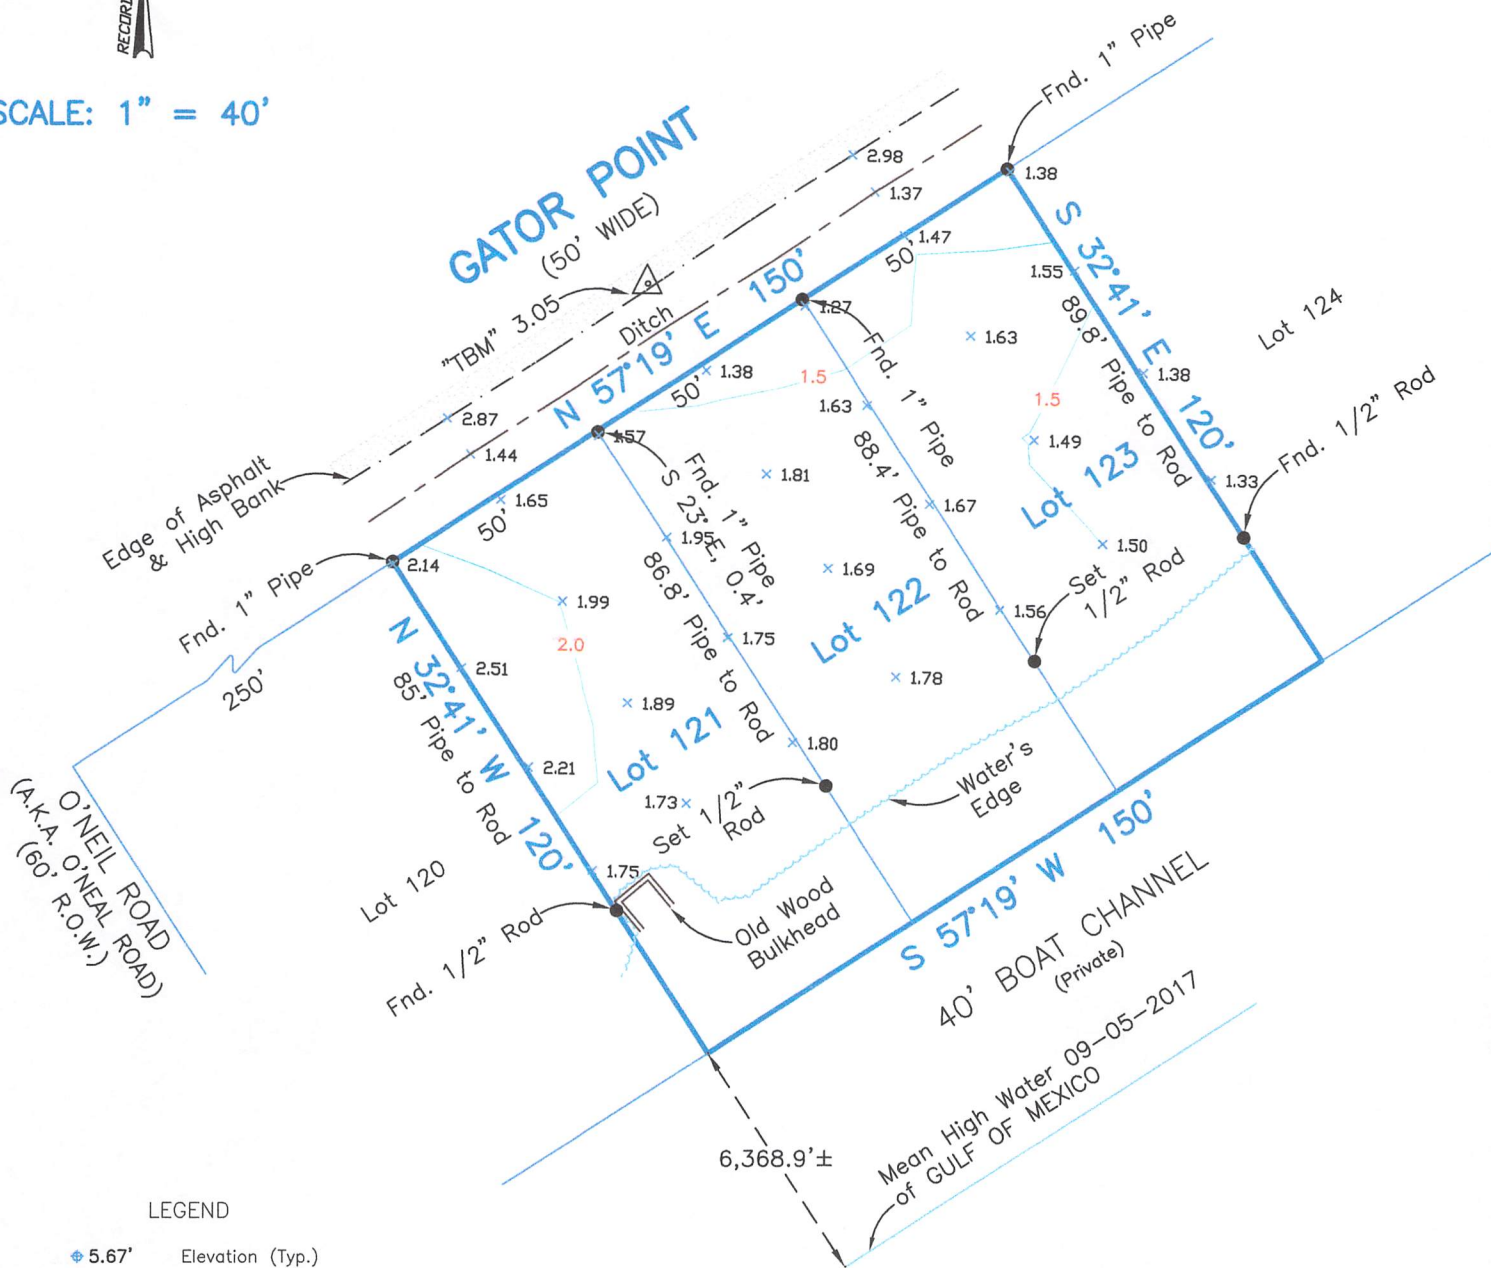 RECORD
SCALE: 1" = 40'
GATOR POINT
(50' WIDE)
Fnd. 1" Pipe
2.98
1.37
1.38
1.47
50'
"TBM" 3.05
Ditch
N 57°19' E 150'
S 32°41' E 120'
1.55
89.8' Pipe to Rod
Lot 124
1.27
1.63
1.38
50'
1.5
1.63
Fnd. 1" Pipe
1.38
1.5
2.87
1.44
1.57
1.49
Fnd. 1/2" Rod
Edge of Asphalt
& High Bank
1.65
50'
Fnd. 1" Pipe
S 23° E, 0.4'
1.81
88.4' Pipe to Rod
1.67
Lot 123
1.33
1.95
1.50
Fnd. 1" Pipe
2.14
1.69
Set
1/2" Rod
1.99
86.8' Pipe to Rod
Lot 122
1.56
2.0
1.75
250'
N 32°41' W 120'
2.51
85' Pipe to Rod
1.78
1.89
Lot 121
1.80
2.21
Water's
Edge
1.73
Set 1/2"
Rod
O'NEIL ROAD
(A.K.A. O'NEAL ROAD)
(60' R.O.W.)
Lot 120
1.75
S 57°19' W 150'
Fnd. 1/2" Rod
Old Wood
Bulkhead
40' BOAT CHANNEL
(Private)
6,368.9'±
Mean High Water 09-05-2017
of GULF OF MEXICO
LEGEND
5.67' Elevation (Typ.)